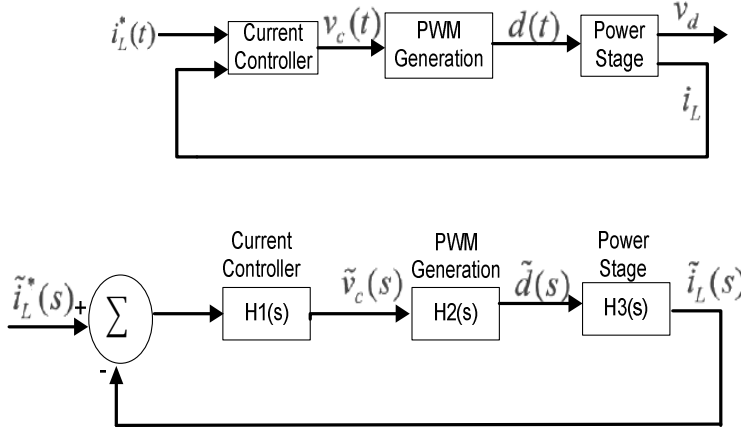 i*L(t)
Current Controller
vc(t)
PWM Generation
d(t)
Power Stage
vd
iL
Current Controller
PWM Generation
Power Stage
ĩ*L(s)
+
-
∑
H1(s)
ṽc(s)
H2(s)
d̃(s)
H3(s)
ĩL(s)